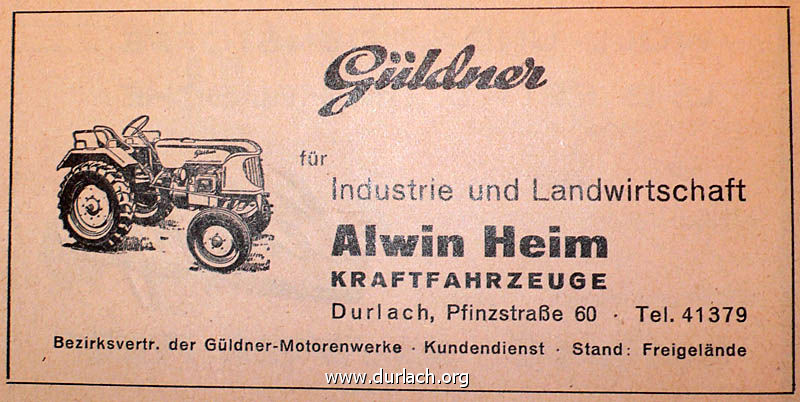 Güldner
Güldner
für
Industrie und Landwirtschaft
Alwin Heim
KRAFTFAHRZEUGE
Durlach, Pfinzstraße 60 · Tel. 41379
Bezirksvertr. der Güldner-Motorenwerke · Kundendienst · Stand: Freigelände
www.durlach.org